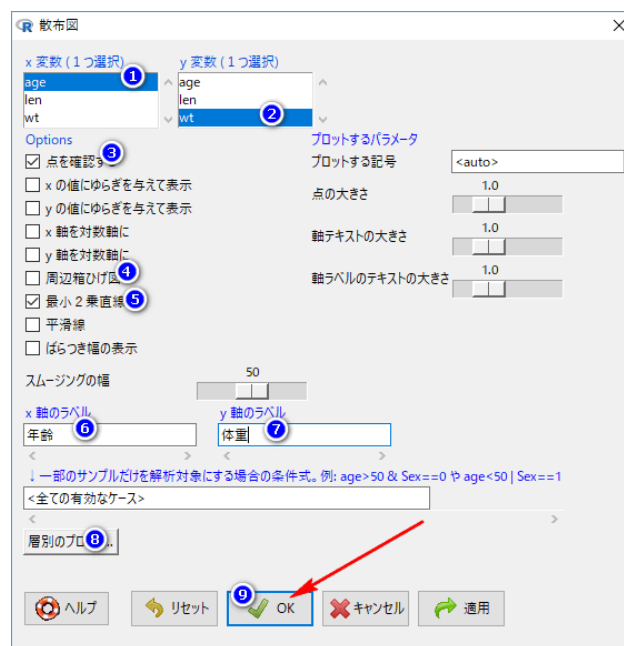 散布図
x 変数 (１つ選択)
y 変数 (１つ選択)
1
age
len
wt
age
len
wt
2
Options
プロットするパラメータ
3
点を確認す
x の値にゆらぎを与えて表示
y の値にゆらぎを与えて表示
x 軸を対数軸に
y 軸を対数軸に
周辺箱ひげ図
4
最小２乗直線
5
平滑線
ばらつき幅の表示
プロットする記号
<auto>
点の大きさ
1.0
軸テキストの大きさ
1.0
軸ラベルのテキストの大きさ
1.0
スムージングの幅
50
x 軸のラベル
y 軸のラベル
年齢
6
体重
7
↓一部のサンプルだけを解析対象にする場合の条件式。例: age>50 & Sex==0 や age<50 | Sex==1
<全ての有効なケース>
層別のプロ
8
..
9
ヘルプ
リセット
OK
キャンセル
適用